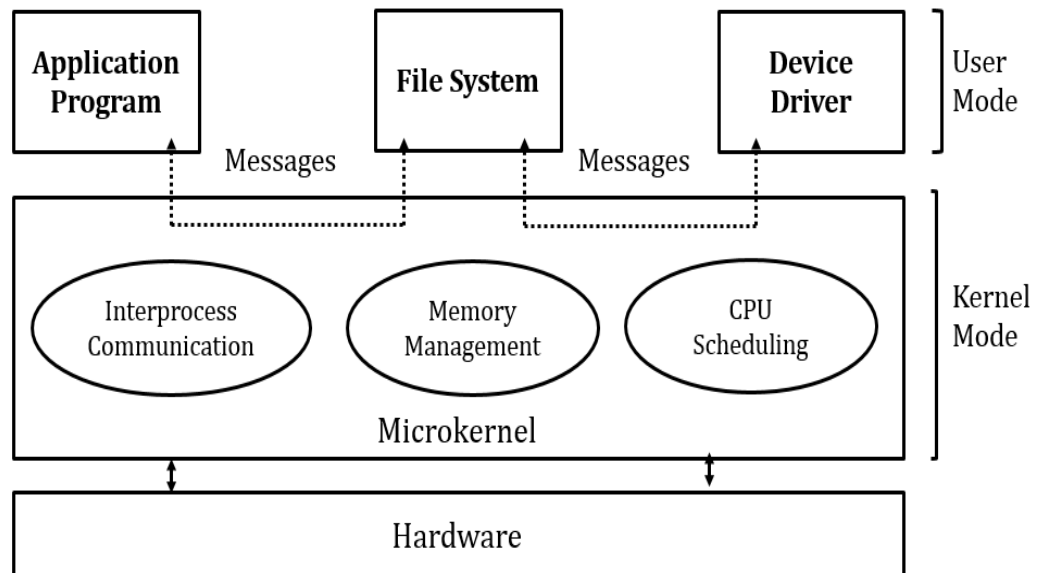 Application
Program
File System
Device
Driver
User
Mode
Messages
Messages
Interprocess
Communication
Memory
Management
CPU
Scheduling
Kernel
Mode
Microkernel
Hardware